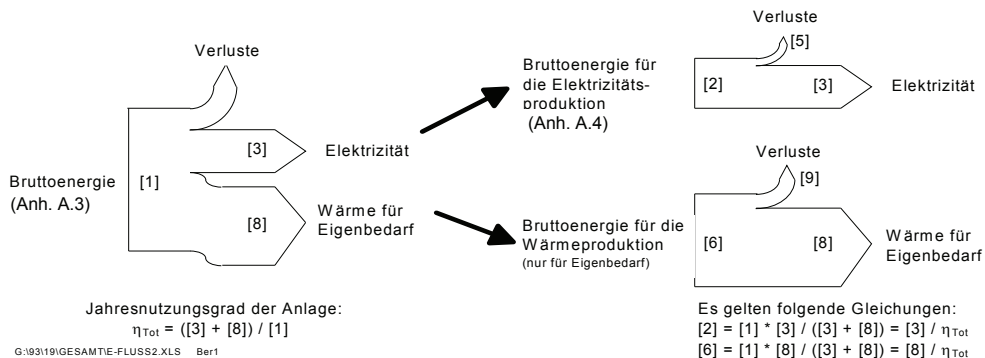 Verluste
Bruttoenergie
(Anh. A.3)
[1]
[3]
Elektrizität
[8]
Wärme für
Eigenbedarf
Jahresnutzungsgrad der Anlage:
ηTot = ([3] + [8]) / [1]
G:\93\19\GESAMT\E-FLUSS2.XLS Ber1
Bruttoenergie für
die Elektrizitäts-
produktion
(Anh. A.4)
Verluste
[5]
[2]
[3]
Elektrizität
Bruttoenergie für die
Wärmeproduktion
(nur für Eigenbedarf)
Verluste
[9]
[6]
[8]
Wärme für
Eigenbedarf
Es gelten folgende Gleichungen:
[2] = [1] * [3] / ([3] + [8]) = [3] / ηTot
[6] = [1] * [8] / ([3] + [8]) = [8] / ηTot